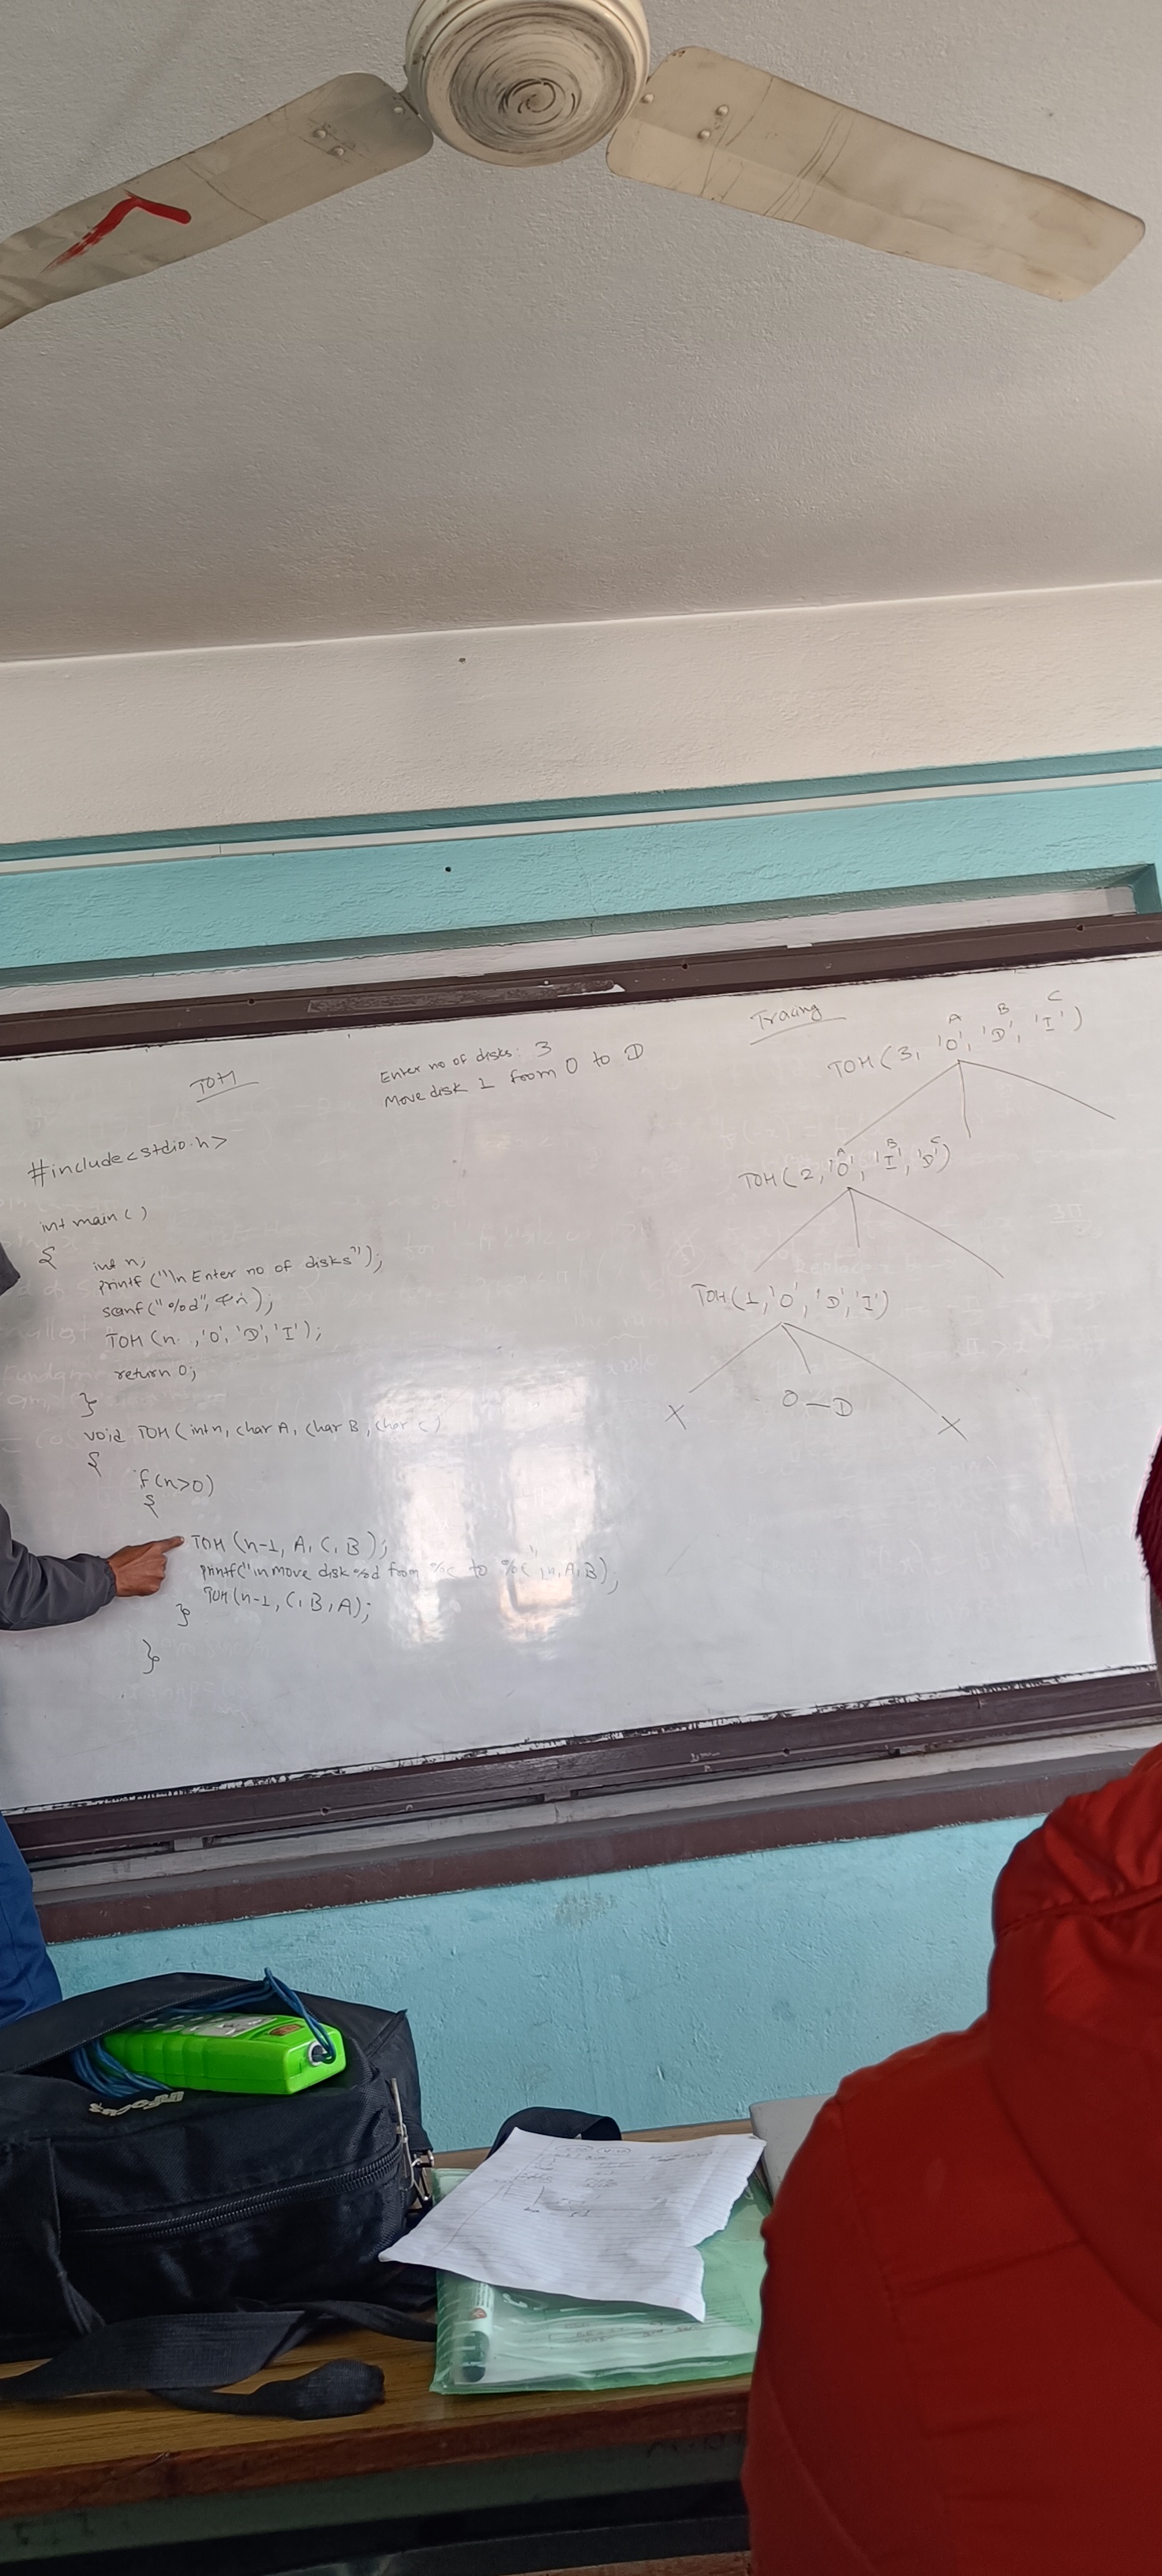 TOH
#include<stdio.h>
int main()
{
int n;
printf("\n Enter no of disks");
scanf("%d", &n);
TOH(n ,'O', 'D', 'I');
return 0;
}
void TOH(int n, char A, char B, char C)
{
if(n>0)
{
TOH(n-1, A, C, B);
printf("\n move disk %d from %c to %c", n, A, B);
TOH(n-1, C, B, A);
}
}
Enter no of disks: 3
Move disk 1 from O to D
Tracing
A B C
TOH(3, 'O', 'D', 'I')
A B C
TOH(2, 'O', 'I', 'D')
TOH(1, 'O', 'D', 'I')
X O — D X